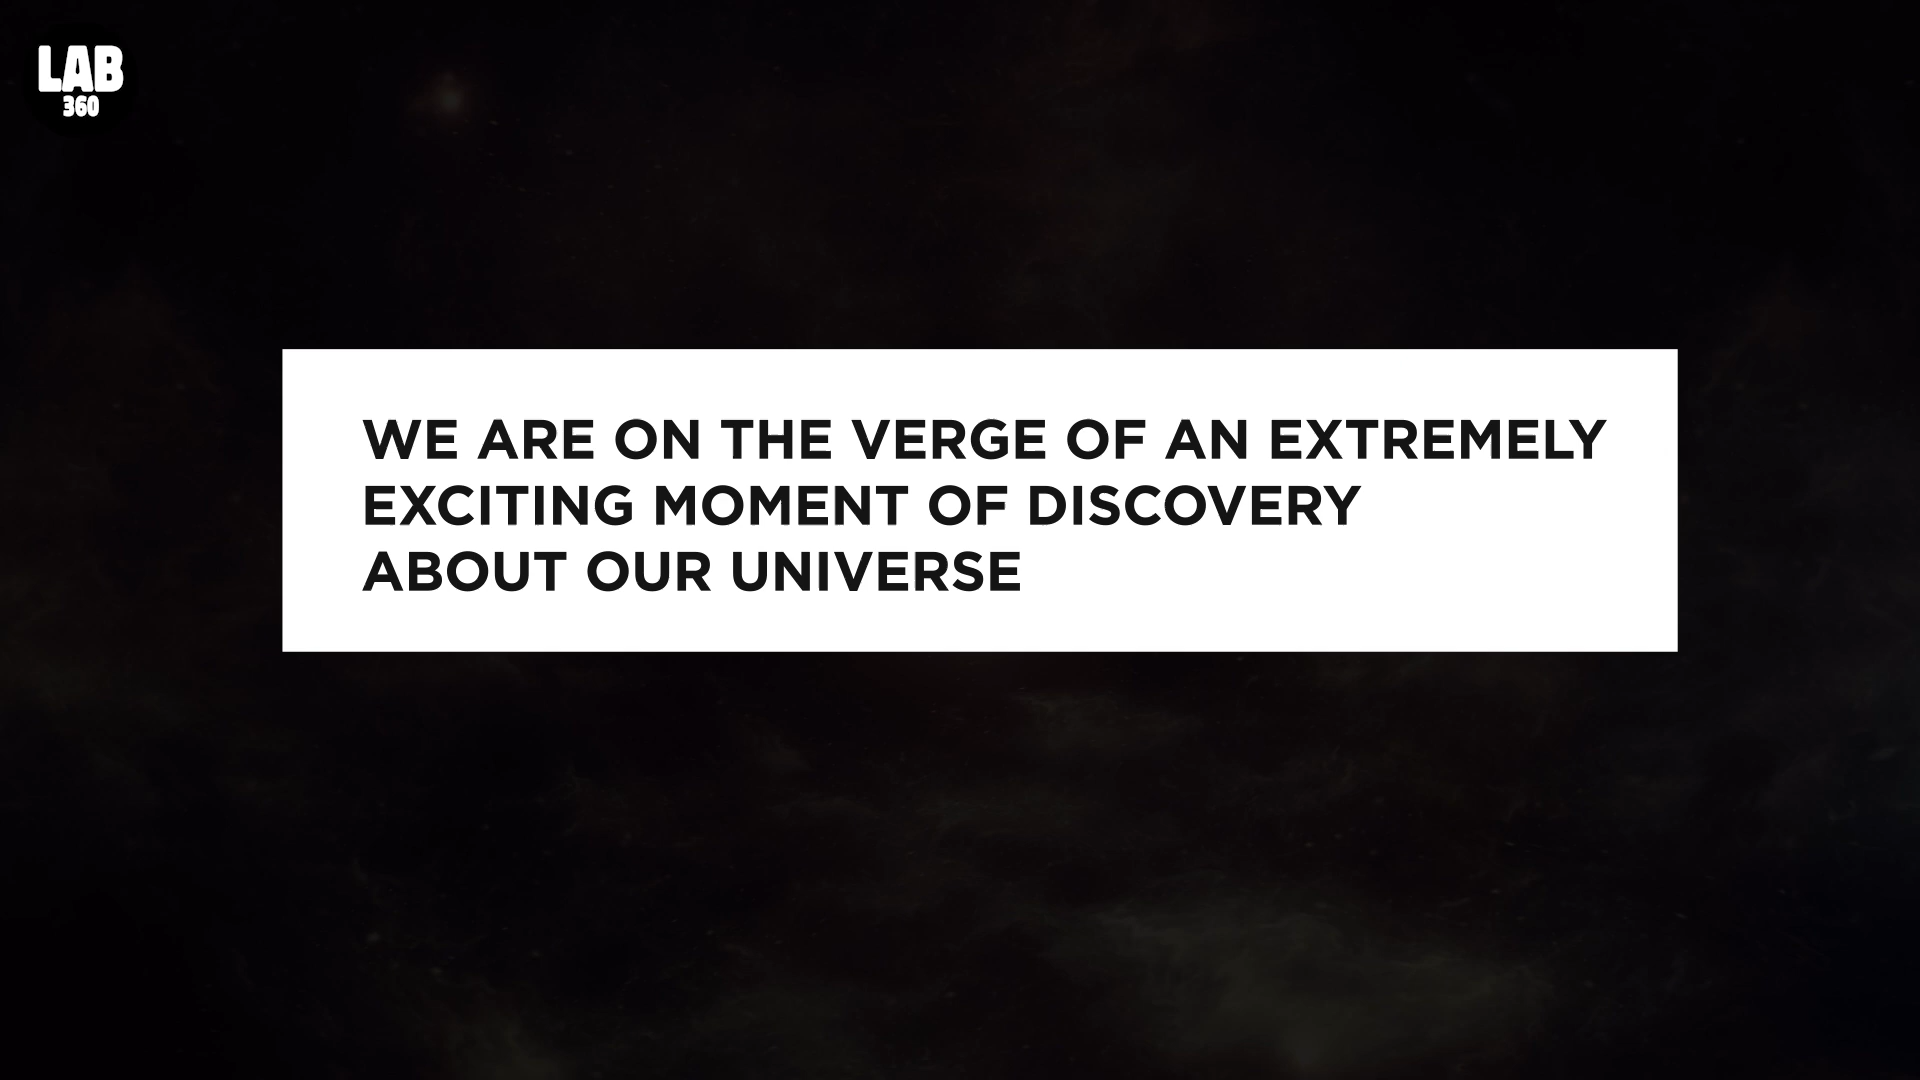 LAB
360
WE ARE ON THE VERGE OF AN EXTREMELY
EXCITING MOMENT OF DISCOVERY
ABOUT OUR UNIVERSE